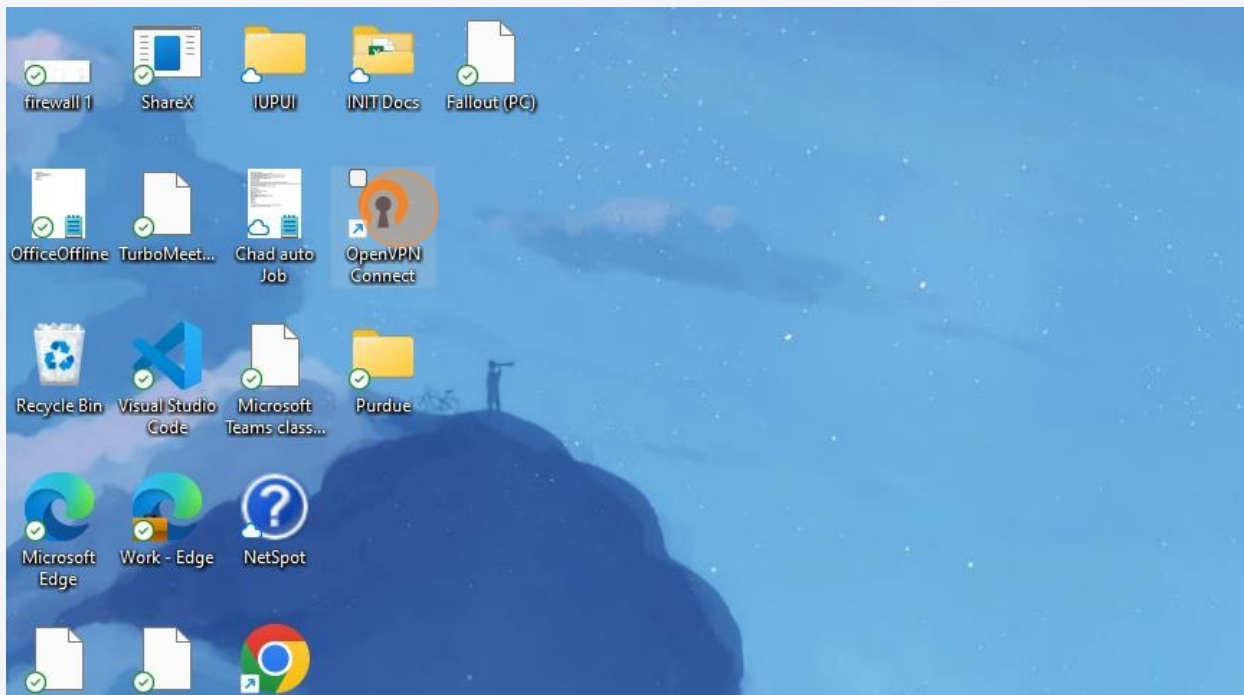 firewall 1
ShareX
IUPUI
INIT Docs
Fallout (PC)
OfficeOffline
TurboMeet...
Chad auto
Job
OpenVPN
Connect
Recycle Bin
Visual Studio
Code
Microsoft
Teams class...
Purdue
Microsoft
Edge
Work - Edge
NetSpot